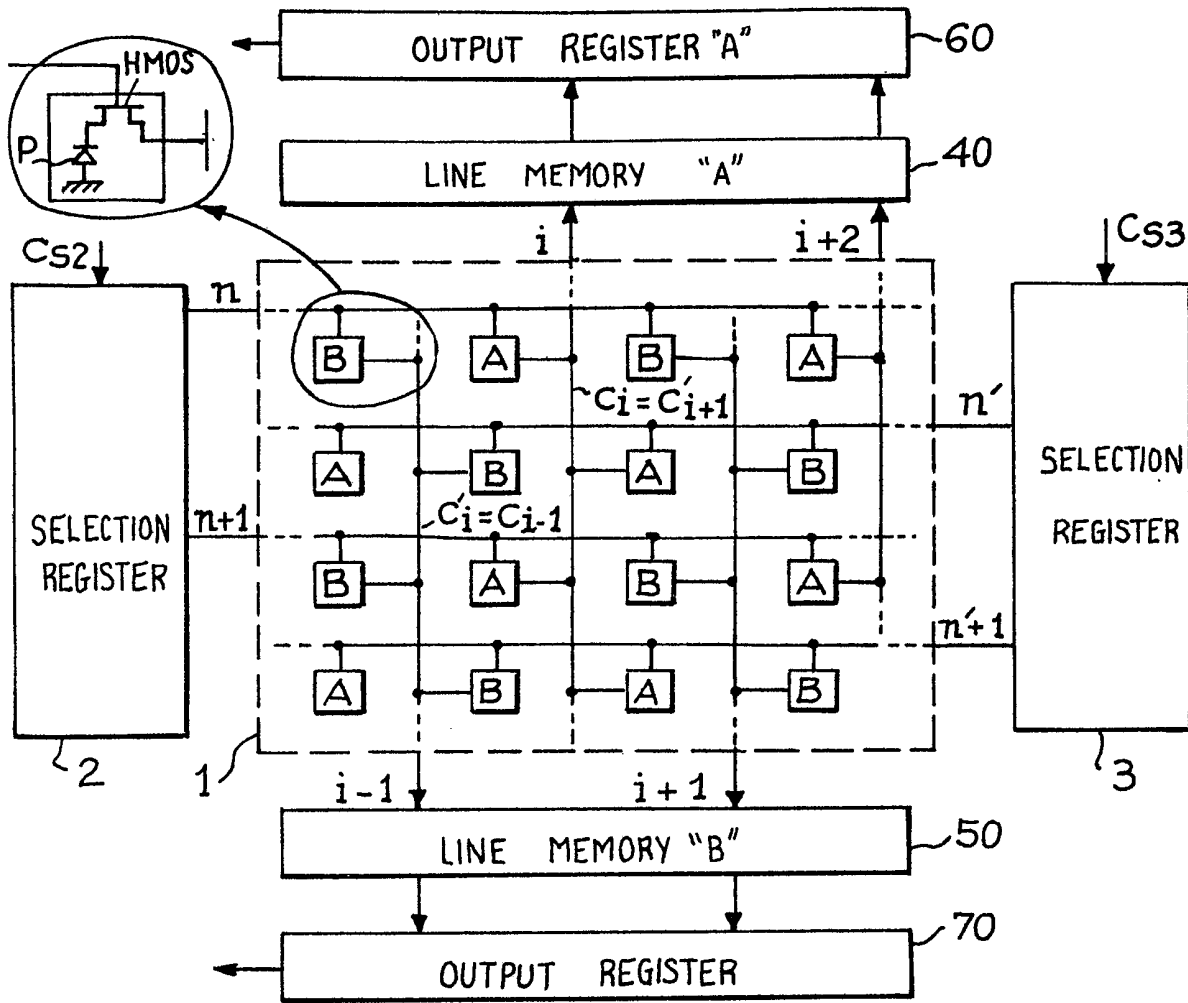 OUTPUT REGISTER "A"
60
HMOS
P
LINE MEMORY "A"
40
i
i+2
CS2
CS3
n
B A B A
Ci=C'i+1
n'
A B A B
SELECTION REGISTER
SELECTION REGISTER
C'i=Ci-1
n+1
B A B A
n'+1
A B A B
2
1
3
i-1
i+1
LINE MEMORY "B"
50
70
OUTPUT REGISTER